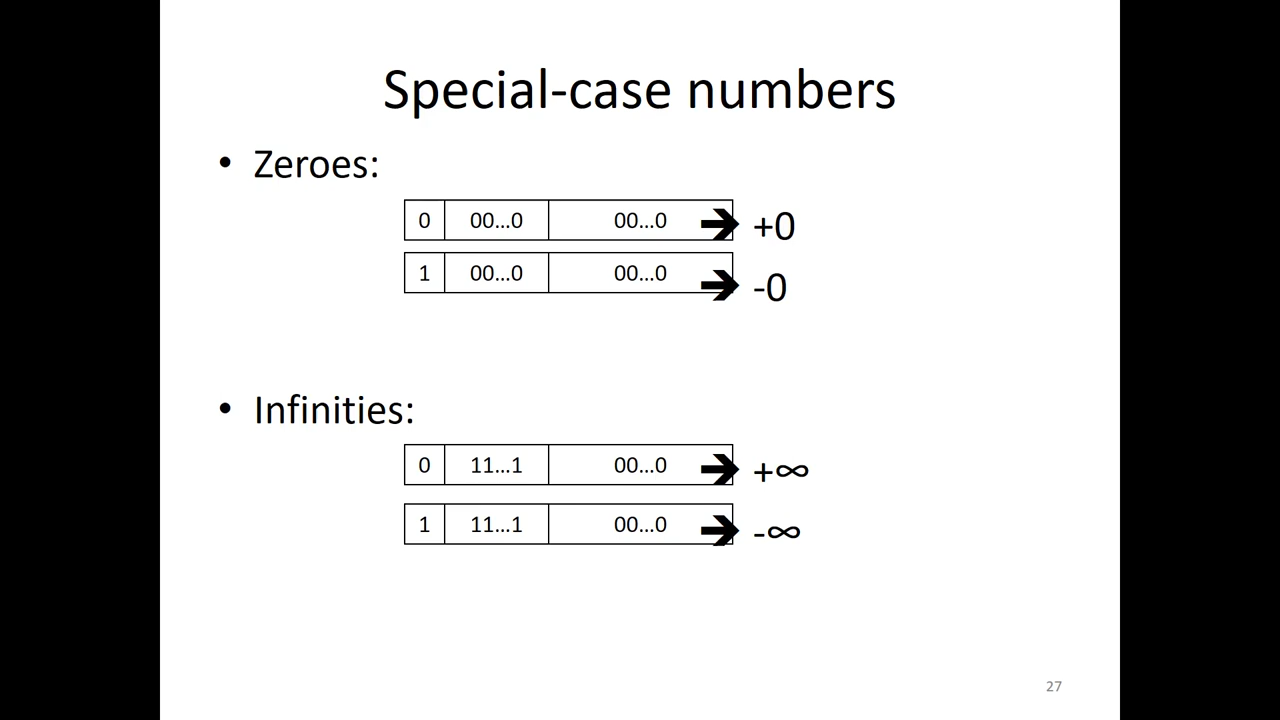 Special-case numbers
• Zeroes:
0 00...0 00...0 ➔ +0
1 00...0 00...0 ➔ -0
• Infinities:
0 11...1 00...0 ➔ +∞
1 11...1 00...0 ➔ -∞
27